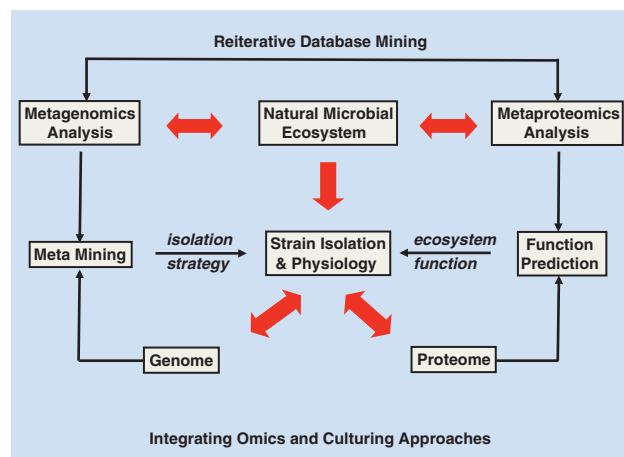 Reiterative Database Mining
Metagenomics
Analysis
Natural Microbial
Ecosystem
Metaproteomics
Analysis
Meta Mining
isolation
strategy
Strain Isolation
& Physiology
ecosystem
function
Function
Prediction
Genome
Proteome
Integrating Omics and Culturing Approaches